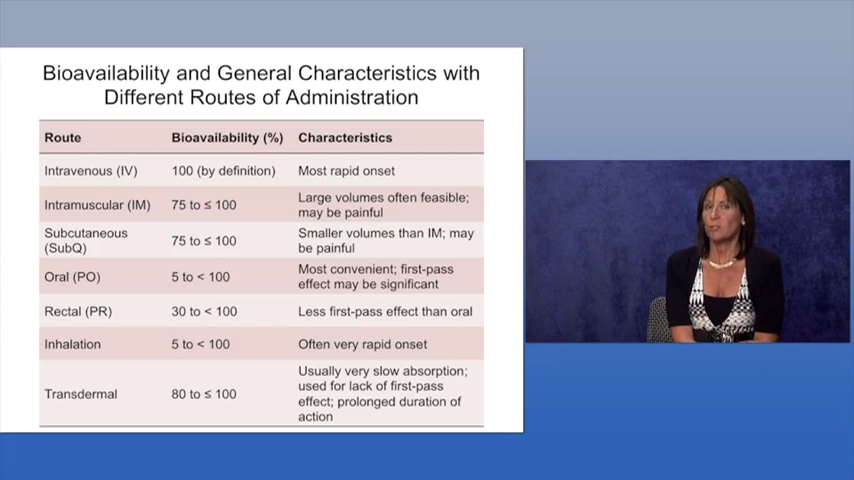 Bioavailability and General Characteristics with
Different Routes of Administration
Route Bioavailability (%) Characteristics
Intravenous (IV) 100 (by definition) Most rapid onset
Intramuscular (IM) 75 to ≤ 100 Large volumes often feasible;
may be painful
Subcutaneous
(SubQ) 75 to ≤ 100 Smaller volumes than IM; may
be painful
Oral (PO) 5 to < 100 Most convenient; first-pass
effect may be significant
Rectal (PR) 30 to < 100 Less first-pass effect than oral
Inhalation 5 to < 100 Often very rapid onset
Transdermal 80 to ≤ 100 Usually very slow absorption;
used for lack of first-pass
effect; prolonged duration of
action